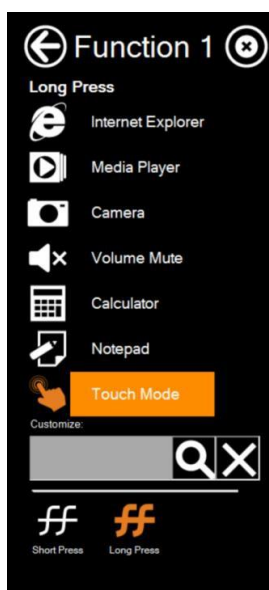 Function 1
Long Press
Internet Explorer
Media Player
Camera
Volume Mute
Calculator
Notepad
Touch Mode
Customize:
Short Press Long Press